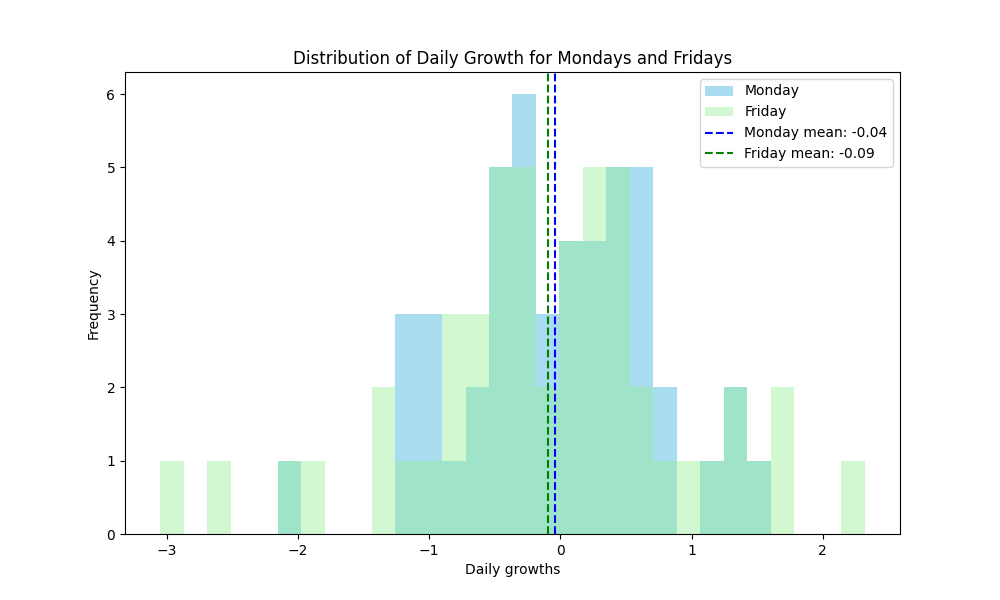 Distribution of Daily Growth for Mondays and Fridays
Monday
Friday
Monday mean: -0.04
Friday mean: -0.09
6
5
4
3
2
1
0
Frequency
−3
−2
−1
0
1
2
Daily growths